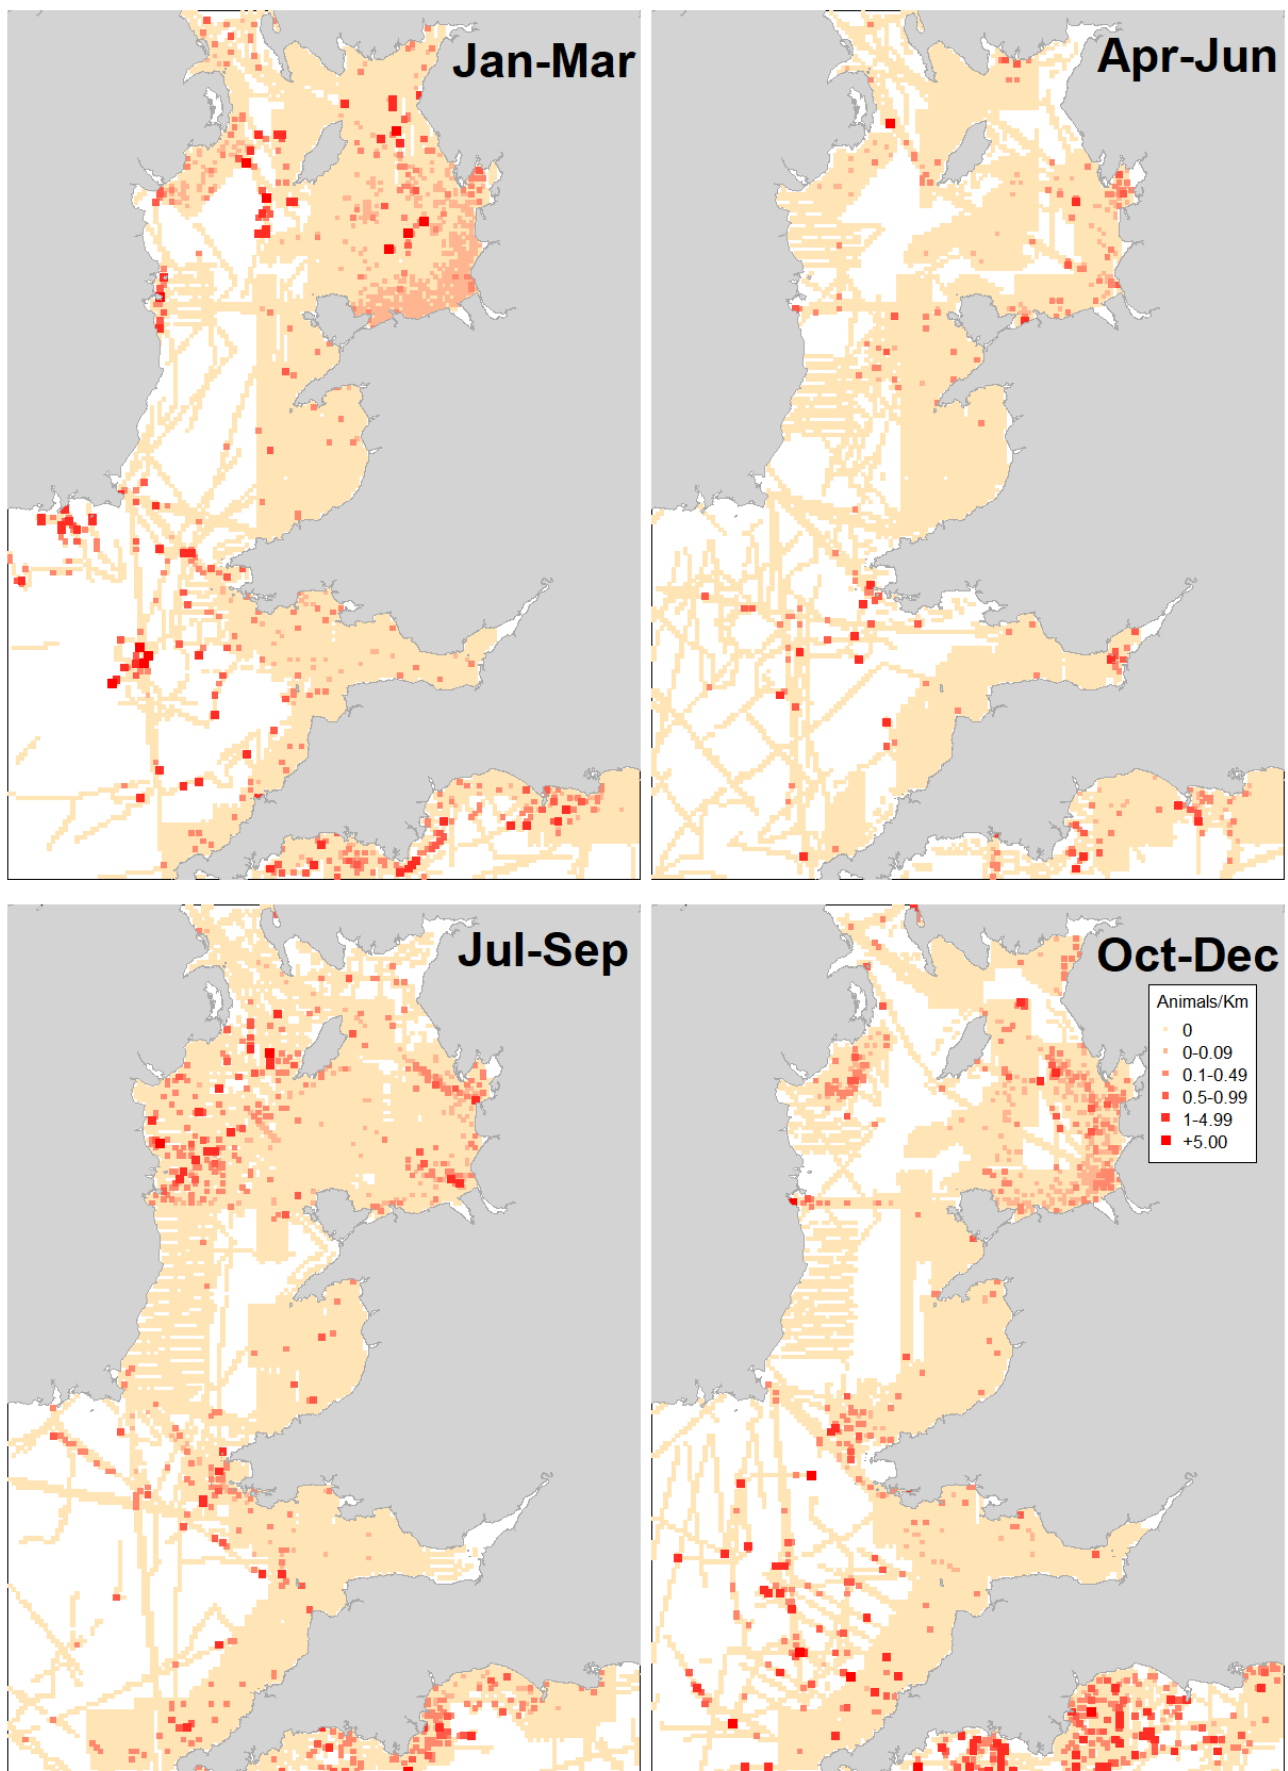 Jan-Mar
Apr-Jun
Jul-Sep
Oct-Dec
Animals/Km
0
0-0.09
0.1-0.49
0.5-0.99
1-4.99
+5.00